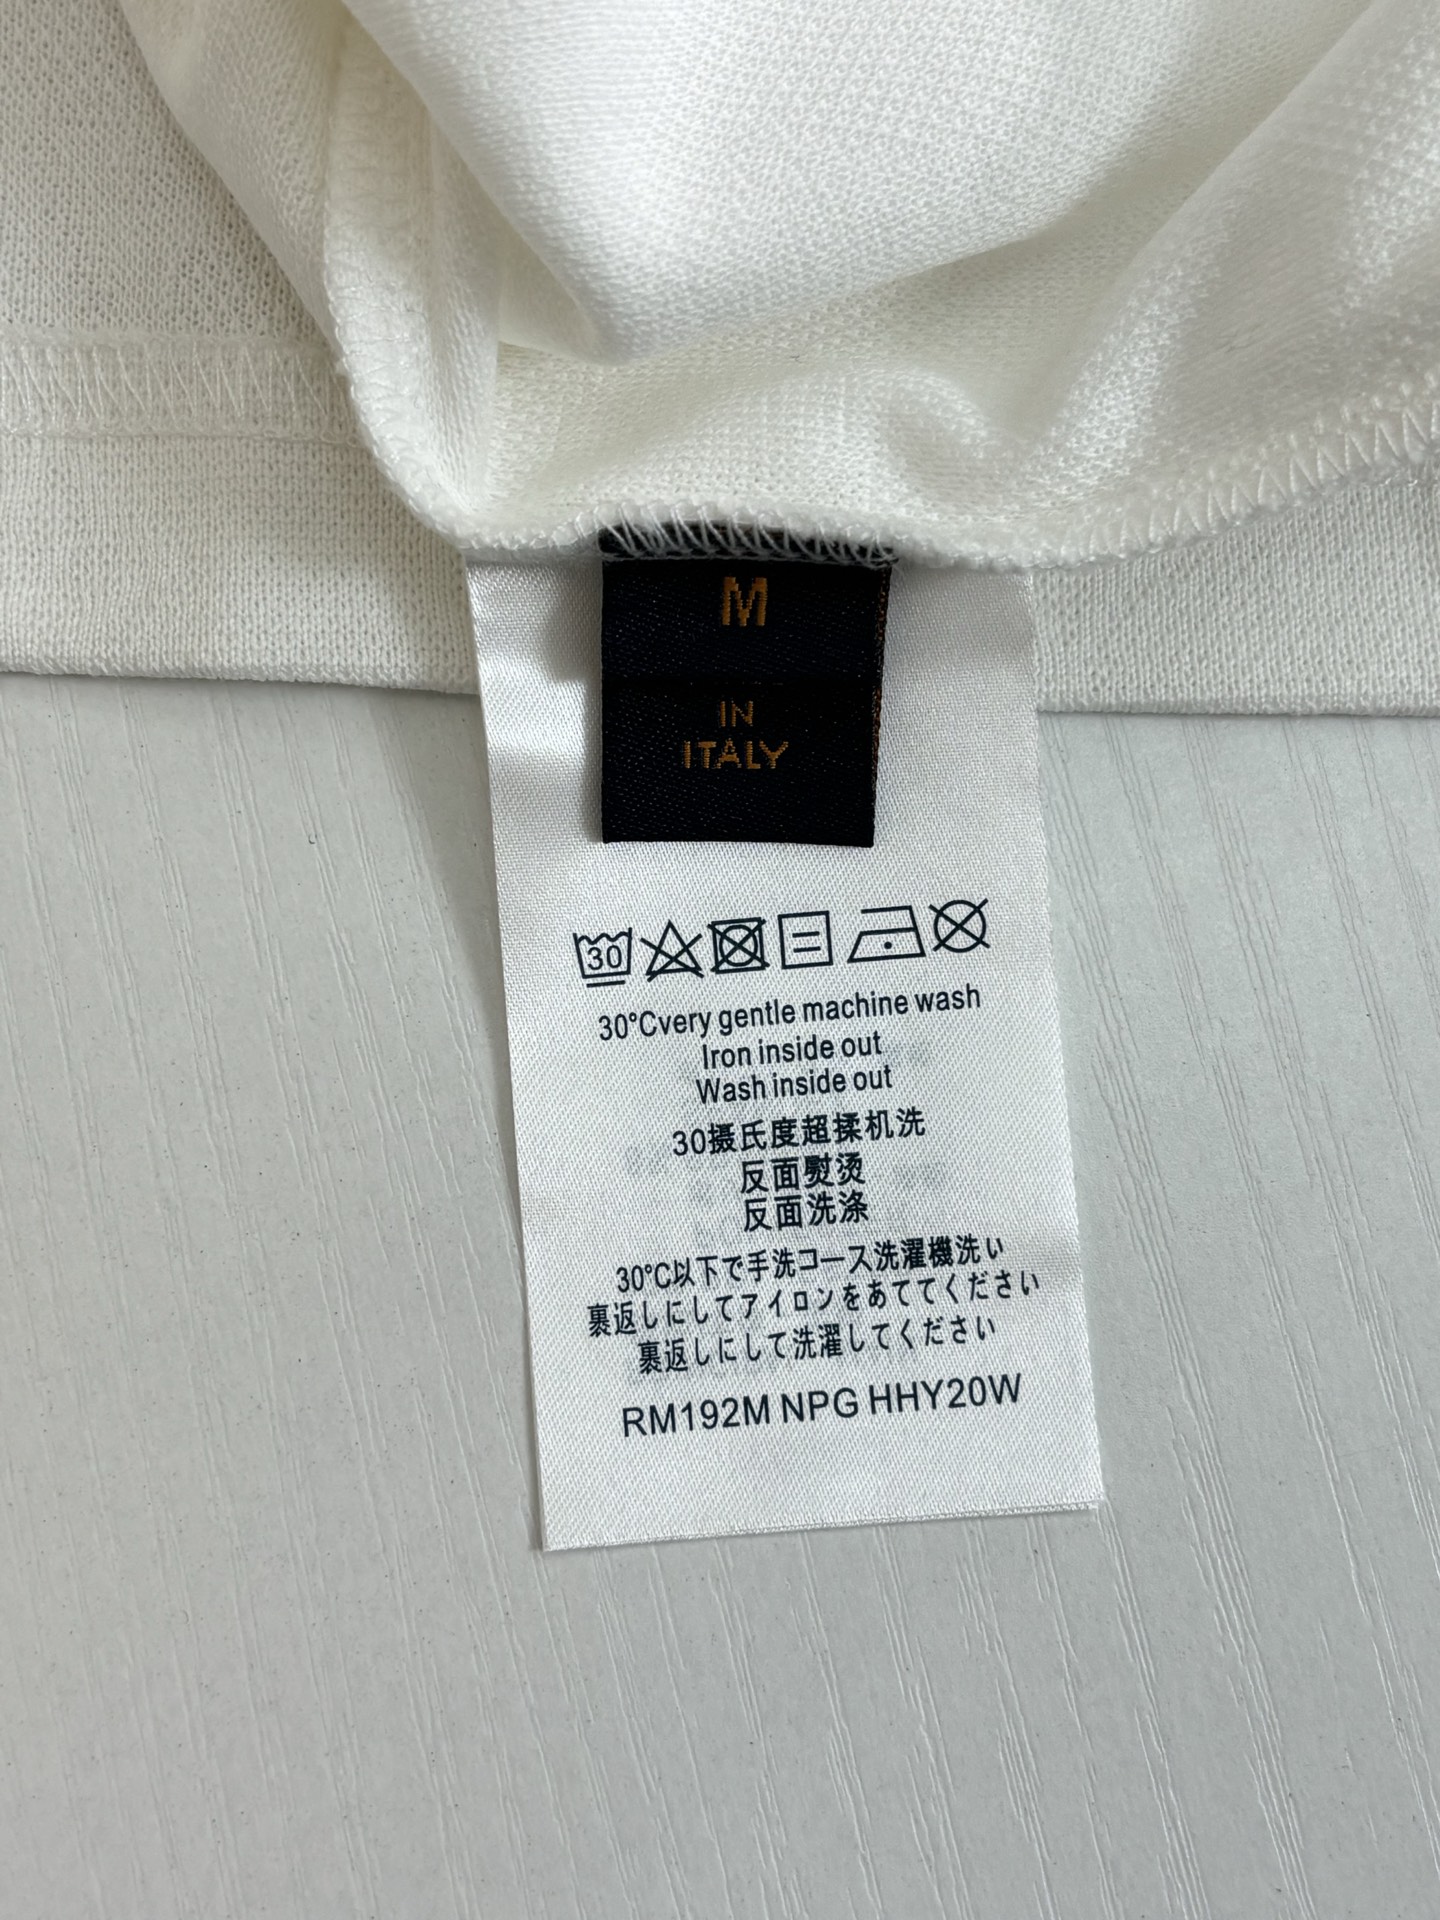 M
IN
ITALY
30
30°Cvery gentle machine wash
Iron inside out
Wash inside out
30摄氏度超揉机洗
反面熨烫
反面洗涤
30°C以下で手洗コース洗濯機洗い
裏返しにしてアイロンをあててください
裏返しにして洗濯してください
RM192M NPG HHY20W